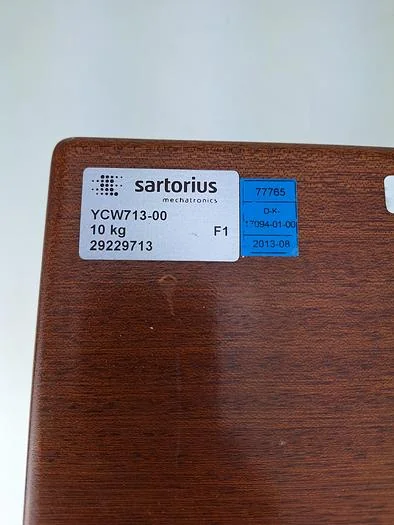 sartorius
mechatronics
YCW713-00
10 kg F1
29229713
77765
D-K-
17094-01-00
2013-08